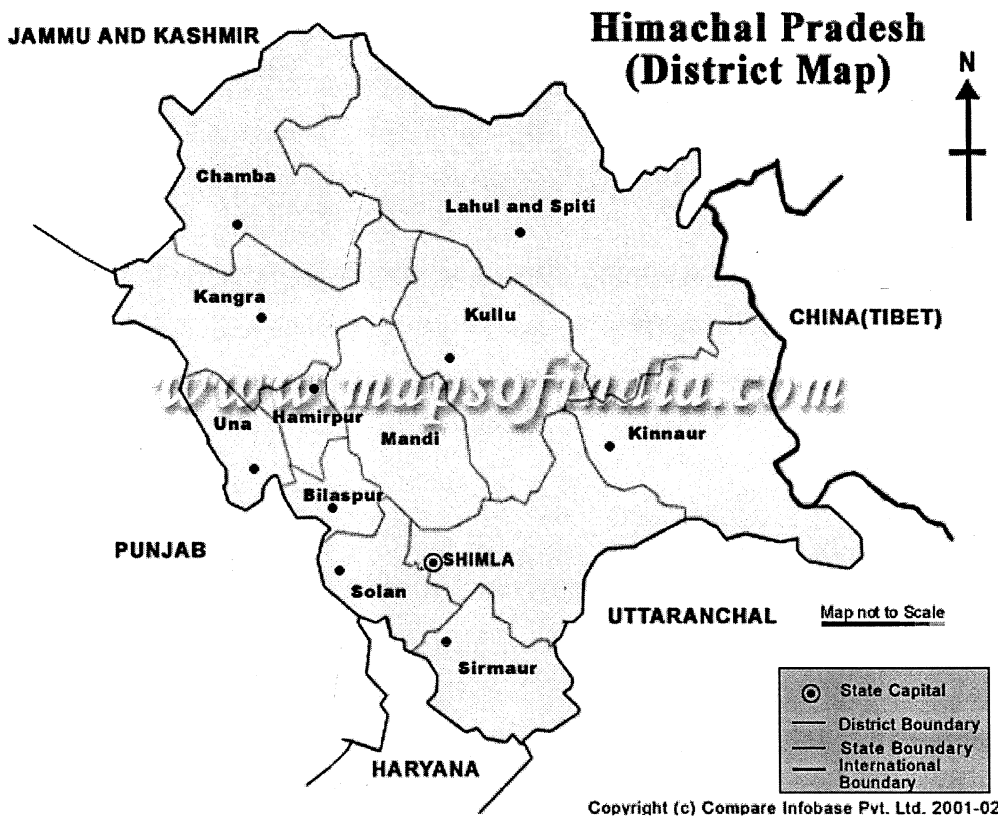 Himachal Pradesh
(District Map)
JAMMU AND KASHMIR
N
Chamba
Lahul and Spiti
Kangra
Kullu
CHINA(TIBET)
www.mapsofindia.com
Hamirpur
Una
Mandi
Kinnaur
Bilaspur
PUNJAB
SHIMLA
Solan
UTTARANCHAL
Map not to Scale
Sirmaur
HARYANA
State Capital
District Boundary
State Boundary
International
Boundary
Copyright (c) Compare Infobase Pvt. Ltd. 2001-02